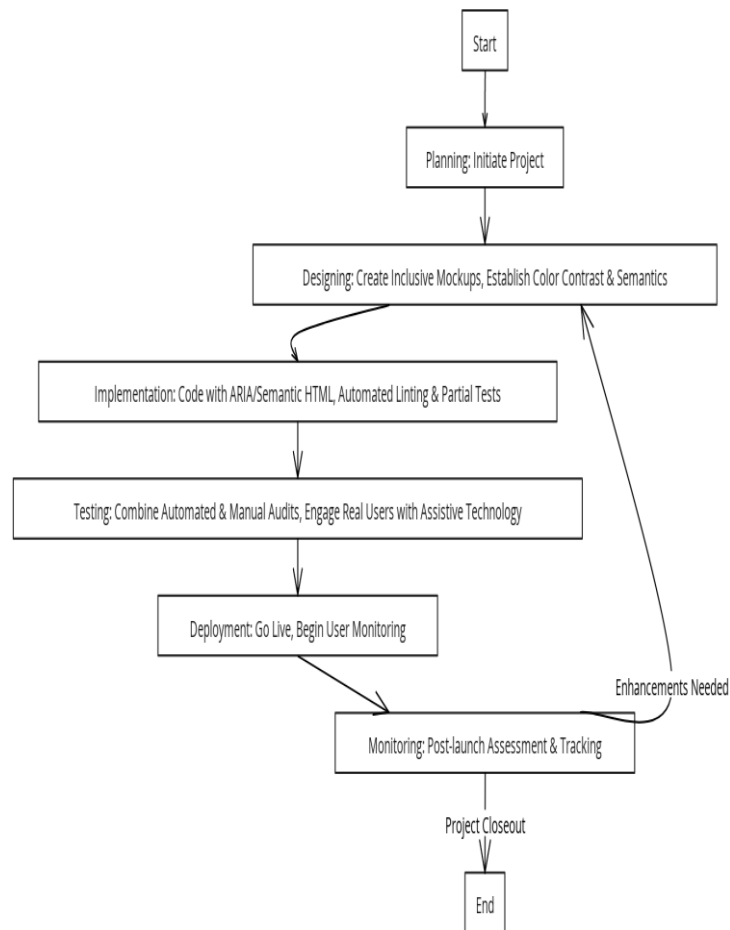 Start
Planning: Initiate Project
Designing: Create Inclusive Mockups, Establish Color Contrast & Semantics
Implementation: Code with ARIA/Semantic HTML, Automated Linting & Partial Tests
Testing: Combine Automated & Manual Audits, Engage Real Users with Assistive Technology
Deployment: Go Live, Begin User Monitoring
Enhancements Needed
Monitoring: Post-launch Assessment & Tracking
Project Closeout
End